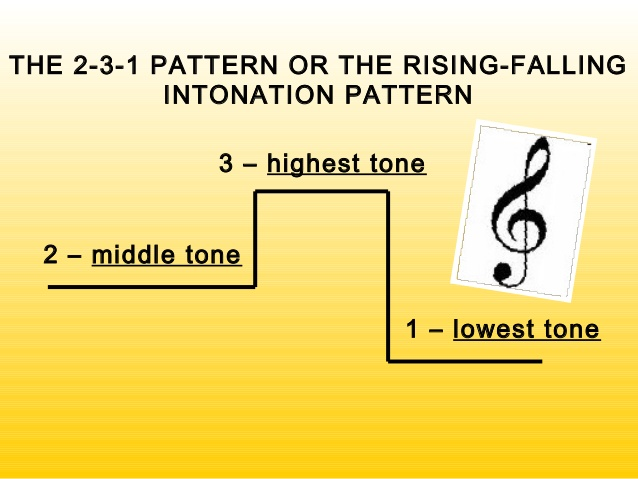 THE 2-3-1 PATTERN OR THE RISING-FALLING
INTONATION PATTERN
3 – highest tone
2 – middle tone
1 – lowest tone